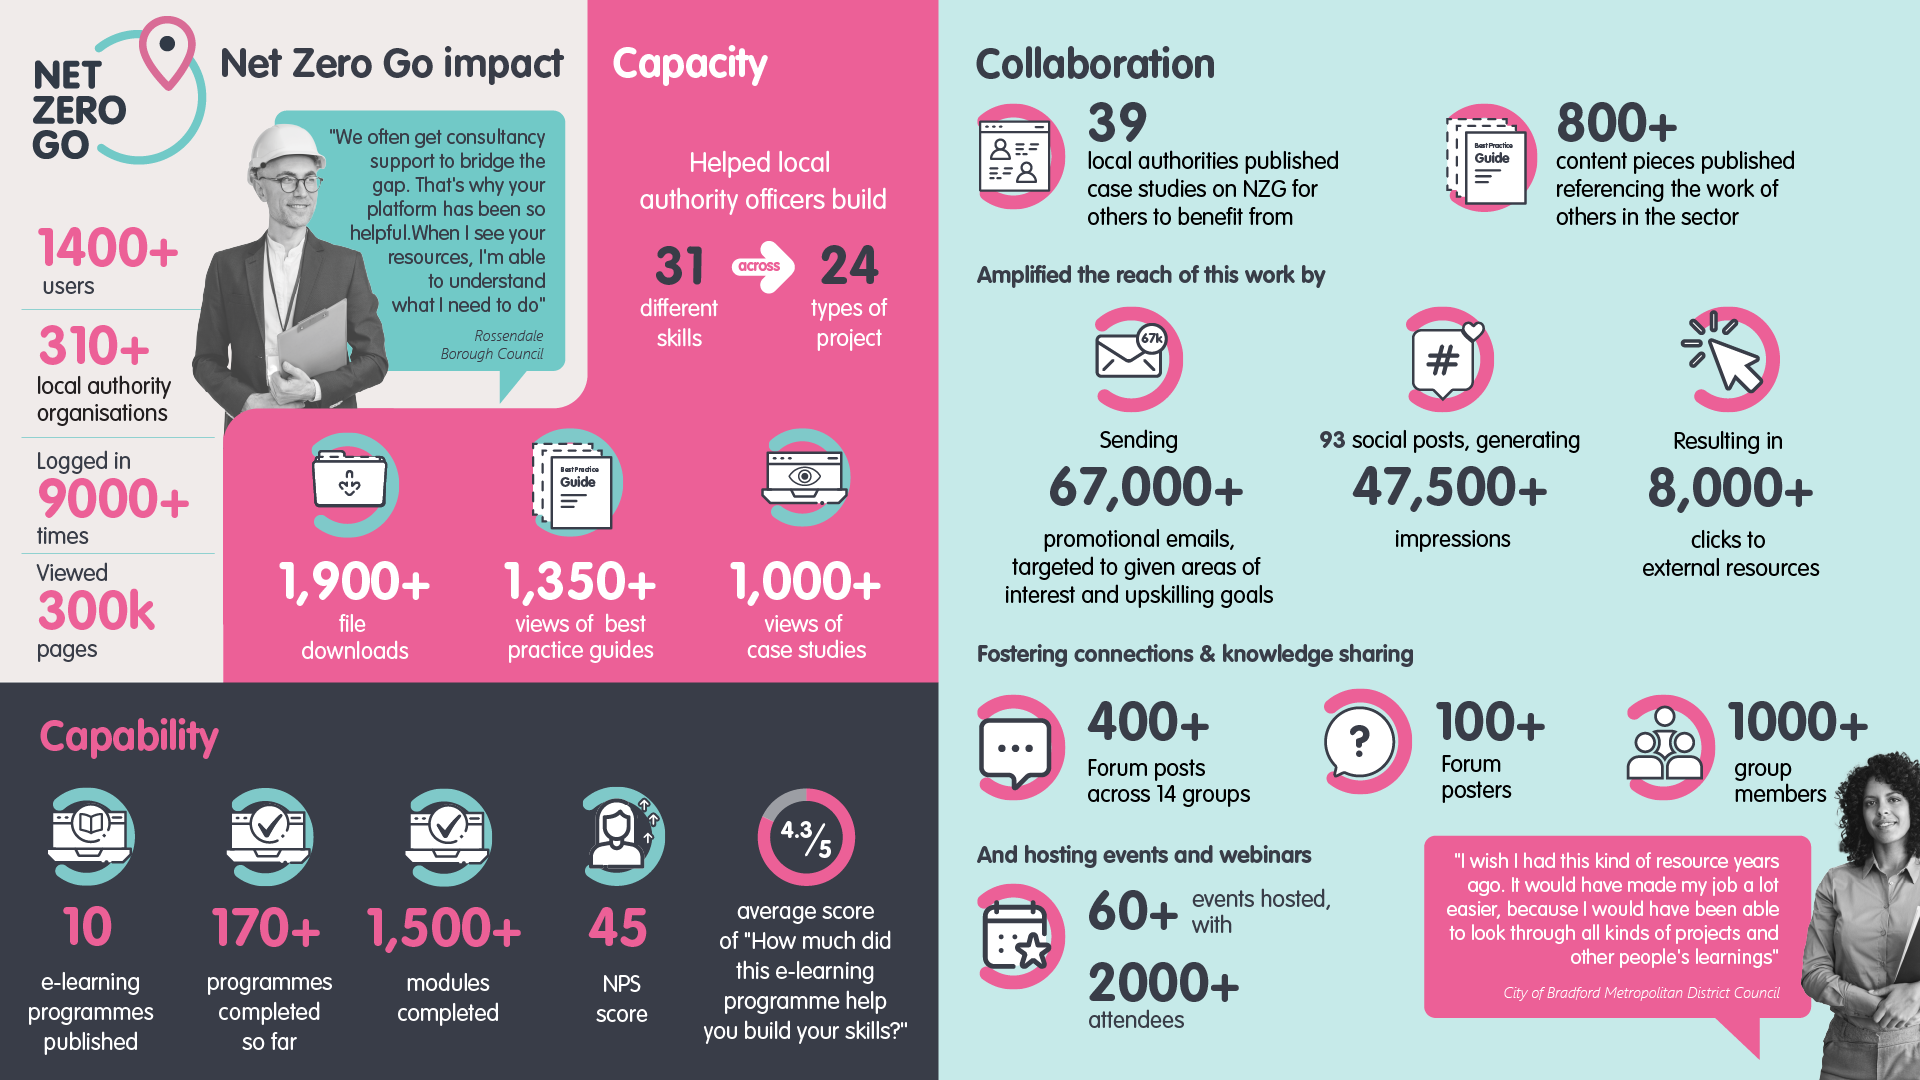 NET
ZERO
GO
Net Zero Go impact
"We often get consultancy
support to bridge the
gap. That's why your
platform has been so
helpful.When I see your
resources, I'm able
to understand
what I need to do"
Rossendale
Borough Council
1400+
users
310+
local authority
organisations
Logged in
9000+
times
Viewed
300k
pages
Capacity
Helped local
authority officers build
31
different
skills
across
24
types of
project
1,900+
file
downloads
Best Practice
Guide
1,350+
views of best
practice guides
1,000+
views of
case studies
Capability
10
e-learning
programmes
published
170+
programmes
completed
so far
1,500+
modules
completed
45
NPS
score
4.3/5
average score
of "How much did
this e-learning
programme help
you build your skills?"
Collaboration
39
local authorities published
case studies on NZG for
others to benefit from
Best Practice
Guide
800+
content pieces published
referencing the work of
others in the sector
Amplified the reach of this work by
67k
Sending
67,000+
promotional emails,
targeted to given areas of
interest and upskilling goals
#
93 social posts, generating
47,500+
impressions
Resulting in
8,000+
clicks to
external resources
Fostering connections & knowledge sharing
400+
Forum posts
across 14 groups
?
100+
Forum
posters
1000+
group
members
And hosting events and webinars
60+ events hosted,
with
2000+
attendees
"I wish I had this kind of resource years
ago. It would have made my job a lot
easier, because I would have been able
to look through all kinds of projects and
other people's learnings"
City of Bradford Metropolitan District Council